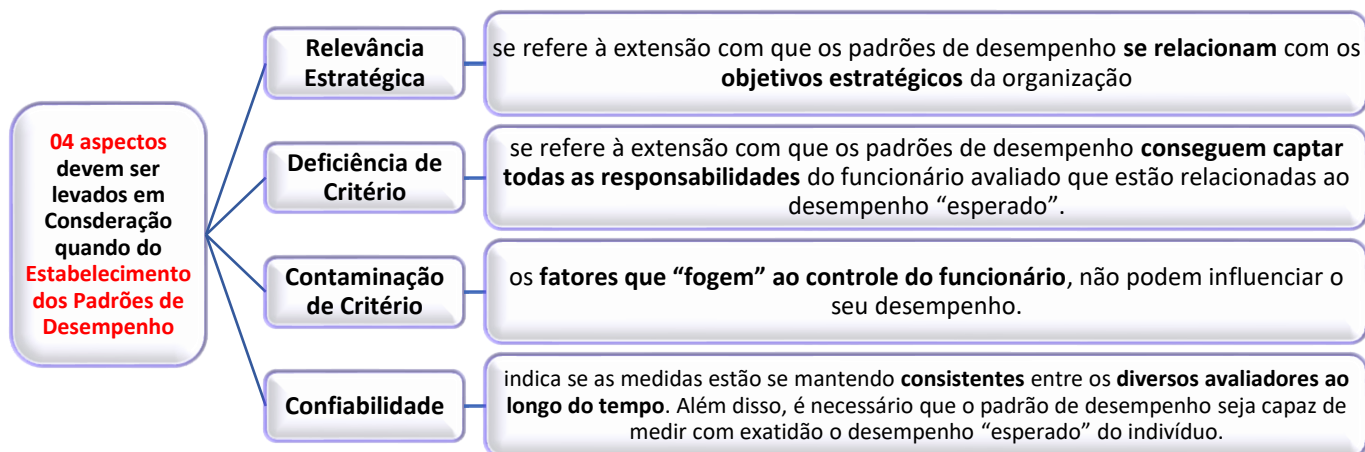 04 aspectos
devem ser
levados em
Consderação
quando do
Estabelecimento
dos Padrões de
Desempenho
Relevância
Estratégica
se refere à extensão com que os padrões de desempenho se relacionam com os
objetivos estratégicos da organização
Deficiência de
Critério
se refere à extensão com que os padrões de desempenho conseguem captar
todas as responsabilidades do funcionário avaliado que estão relacionadas ao
desempenho “esperado”.
Contaminação
de Critério
os fatores que “fogem” ao controle do funcionário, não podem influenciar o
seu desempenho.
Confiabilidade
indica se as medidas estão se mantendo consistentes entre os diversos avaliadores ao
longo do tempo. Além disso, é necessário que o padrão de desempenho seja capaz de
medir com exatidão o desempenho “esperado” do indivíduo.